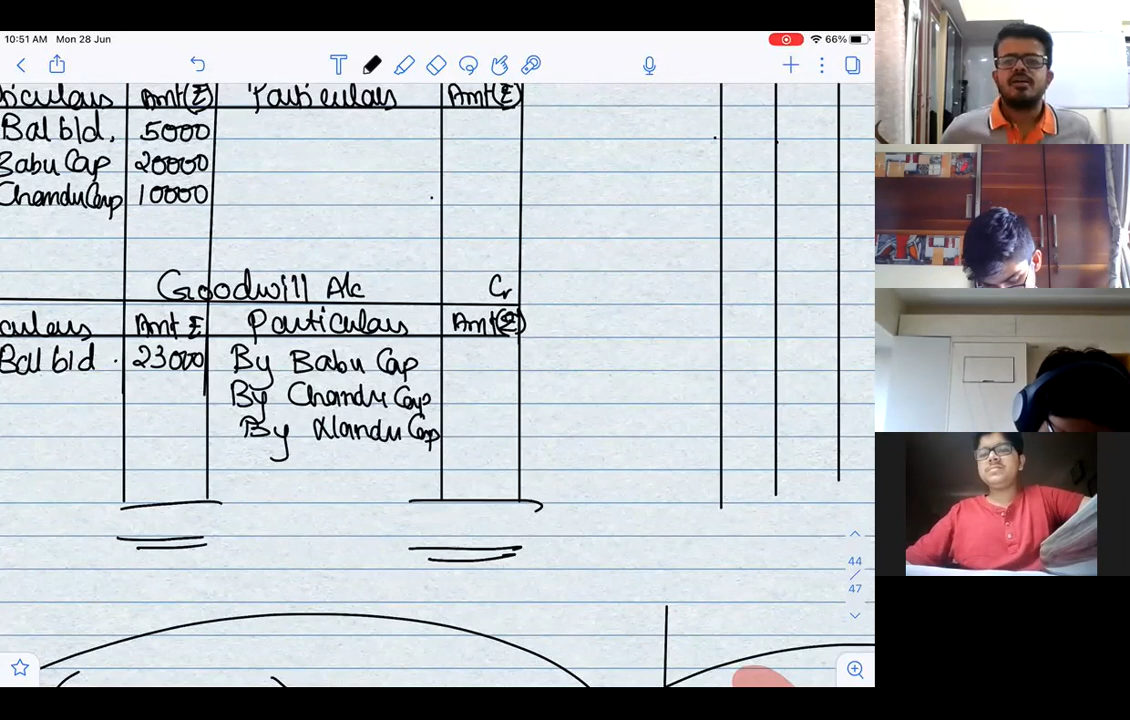 10:51 AM Mon 28 Jun 66%
iculars Amt(₹) Particulars Amt(₹)
Bal b/d. 5000
Babu Cap 20000
Chandu Cap 10000
Goodwill A/c Cr
culars Amt ₹ Particulars Amt(₹)
Bal b/d 23000 By Babu Cap
By Chandu Cap
By Nandu Cap
44
/
47